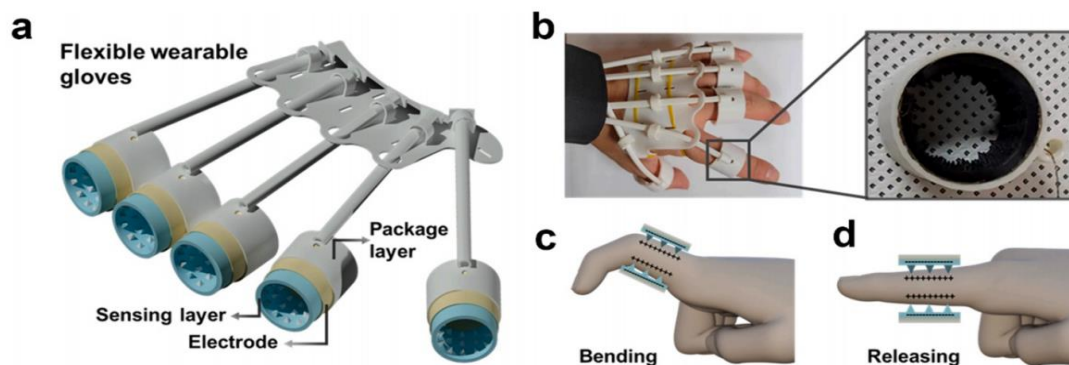 a
Flexible wearable
gloves
Package
layer
Sensing layer
Electrode
b
c
d
Bending
Releasing